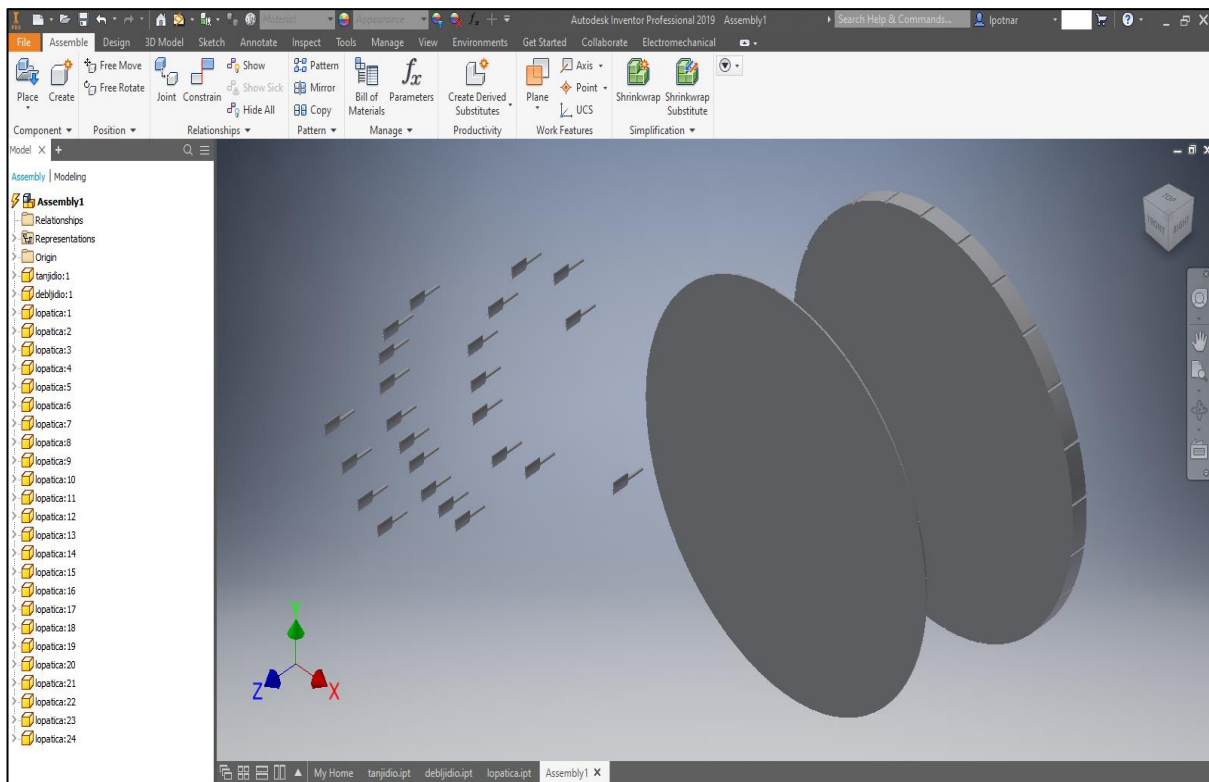 Material
Appearance
Autodesk Inventor Professional 2019 Assembly1
Search Help & Commands...
lpotnar
File Assemble Design 3D Model Sketch Annotate Inspect Tools Manage View Environments Get Started Collaborate Electromechanical
Place
Create
Free Move
Free Rotate
Joint
Constrain
Show
Show Sick
Hide All
Pattern
Mirror
Copy
Bill of
Materials
fx
Parameters
Create Derived
Substitutes
Plane
Axis
Point
UCS
Shrinkwrap
Shrinkwrap
Substitute
Component Position Relationships Pattern Manage Productivity Work Features Simplification
Model
Assembly | Modeling
Assembly1
Relationships
Representations
Origin
tanjidio:1
debljidio:1
lopatica:1
lopatica:2
lopatica:3
lopatica:4
lopatica:5
lopatica:6
lopatica:7
lopatica:8
lopatica:9
lopatica:10
lopatica:11
lopatica:12
lopatica:13
lopatica:14
lopatica:15
lopatica:16
lopatica:17
lopatica:18
lopatica:19
lopatica:20
lopatica:21
lopatica:22
lopatica:23
lopatica:24
TOP
FRONT
RIGHT
Y
Z
X
My Home tanjidio.ipt debljidio.ipt lopatica.ipt Assembly1